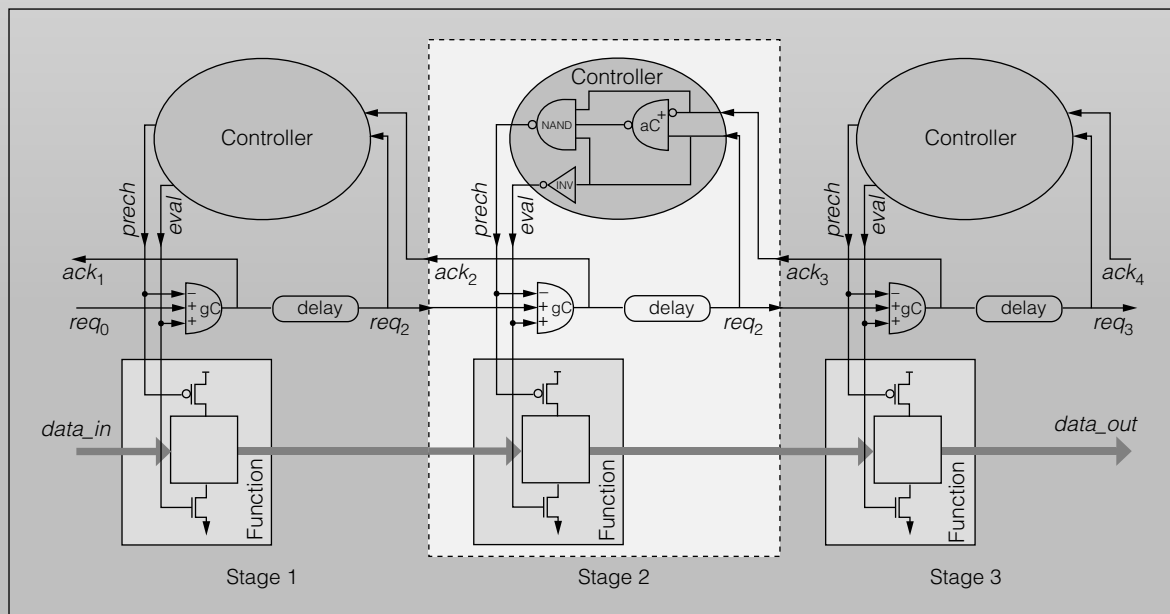 Controller
prech
eval
ack1
req0
− + + gC
delay
req2
Function
data_in
Stage 1
Controller
NAND
aC +
INV
prech
eval
ack2
− + + gC
delay
req2
Function
Stage 2
Controller
prech
eval
ack3
− + + gC
delay
ack4
req3
Function
data_out
Stage 3